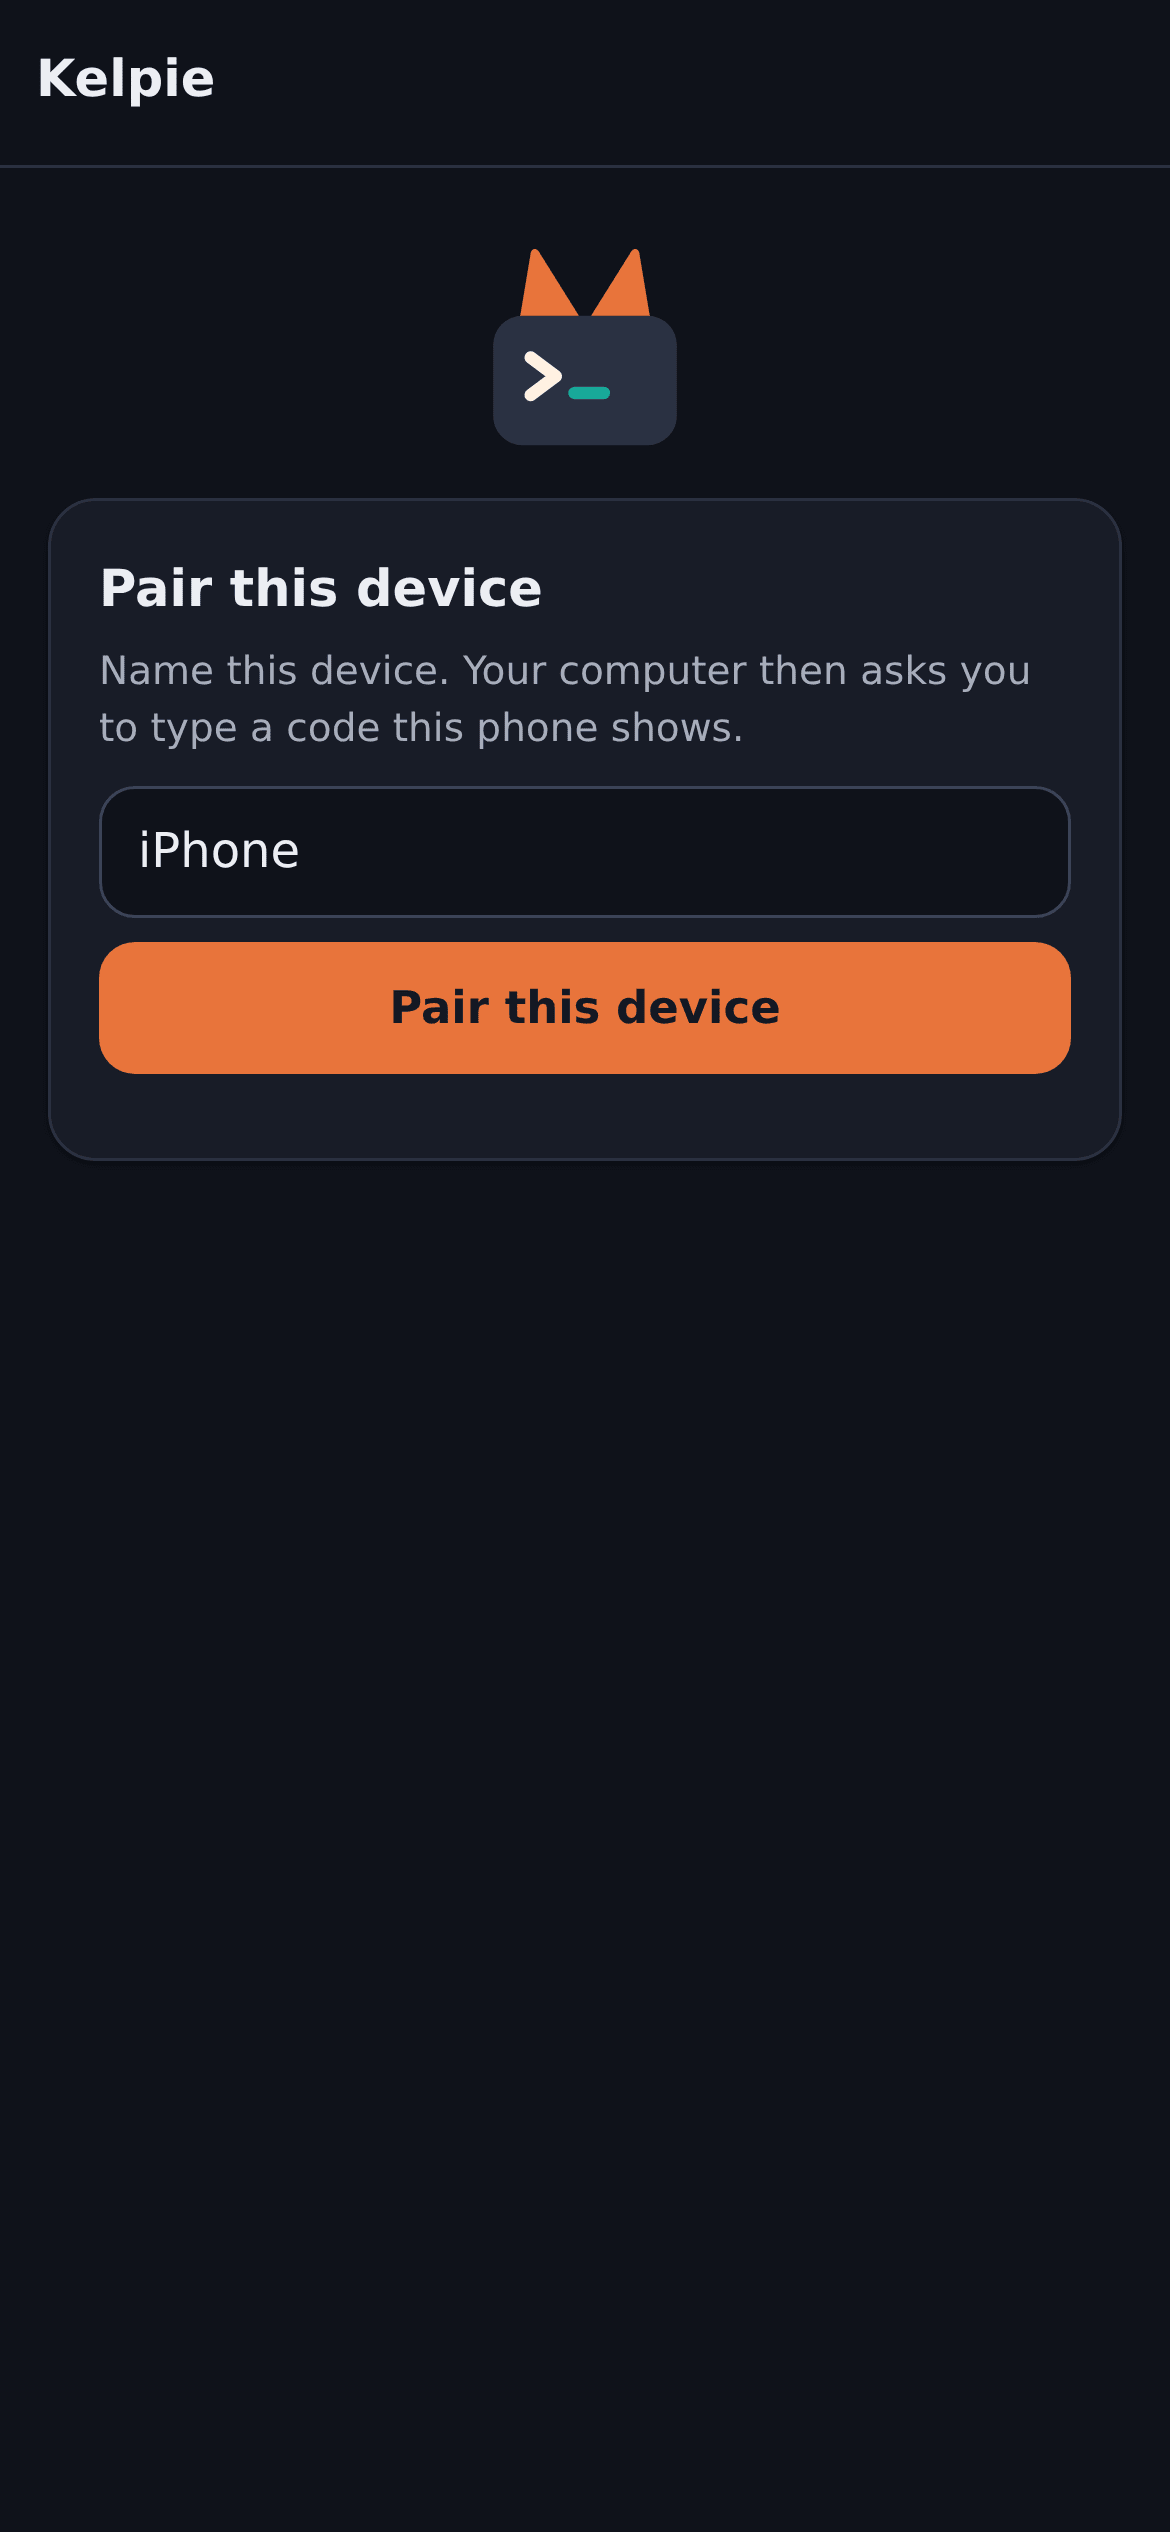 Kelpie
>_
Pair this device
Name this device. Your computer then asks you
to type a code this phone shows.
iPhone
Pair this device